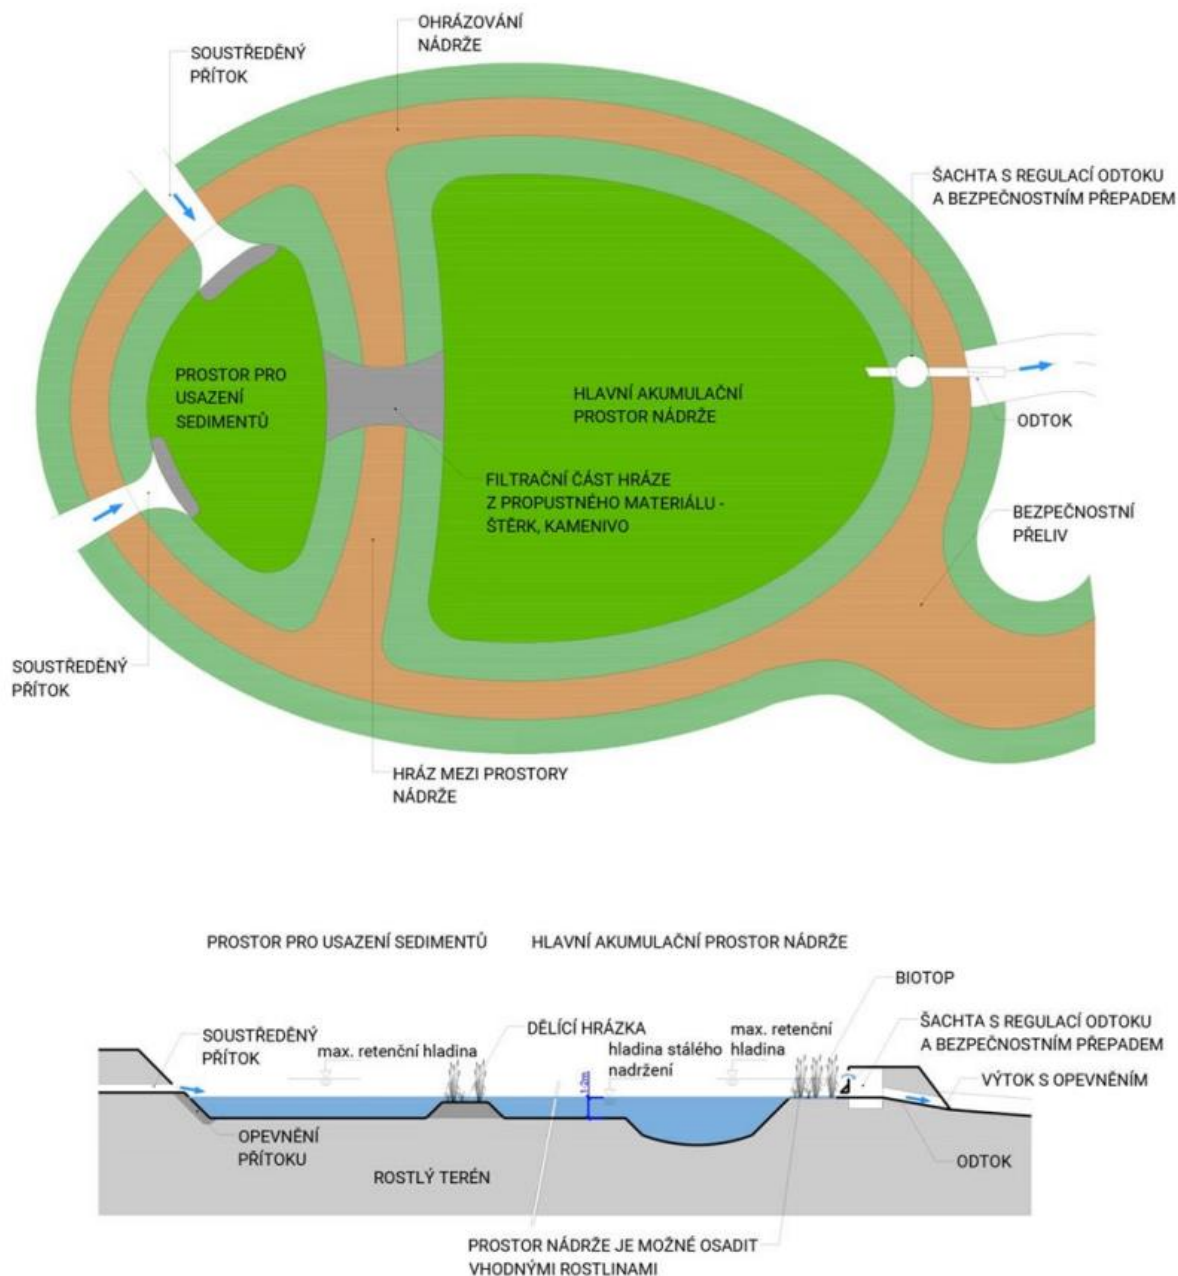 OHRÁZOVÁNÍ
NÁDRŽE
SOUSTŘEDĚNÝ
PŘÍTOK
ŠACHTA S REGULACÍ ODTOKU
A BEZPEČNOSTNÍM PŘEPADEM
PROSTOR PRO
USAZENÍ
SEDIMENTŮ
HLAVNÍ AKUMULAČNÍ
PROSTOR NÁDRŽE
ODTOK
FILTRAČNÍ ČÁST HRÁZE
Z PROPUSTNÉHO MATERIÁLU -
ŠTĚRK, KAMENIVO
BEZPEČNOSTNÍ
PŘELIV
SOUSTŘEDĚNÝ
PŘÍTOK
HRÁZ MEZI PROSTORY
NÁDRŽE
PROSTOR PRO USAZENÍ SEDIMENTŮ
HLAVNÍ AKUMULAČNÍ PROSTOR NÁDRŽE
BIOTOP
SOUSTŘEDĚNÝ
PŘÍTOK
max. retenční hladina
DĚLÍCÍ HRÁZKA
hladina stálého
nadržení
max. retenční
hladina
ŠACHTA S REGULACÍ ODTOKU
A BEZPEČNOSTNÍM PŘEPADEM
VÝTOK S OPEVNĚNÍM
1-2m
OPEVNĚNÍ
PŘÍTOKU
ROSTLÝ TERÉN
ODTOK
PROSTOR NÁDRŽE JE MOŽNÉ OSADIT
VHODNÝMI ROSTLINAMI